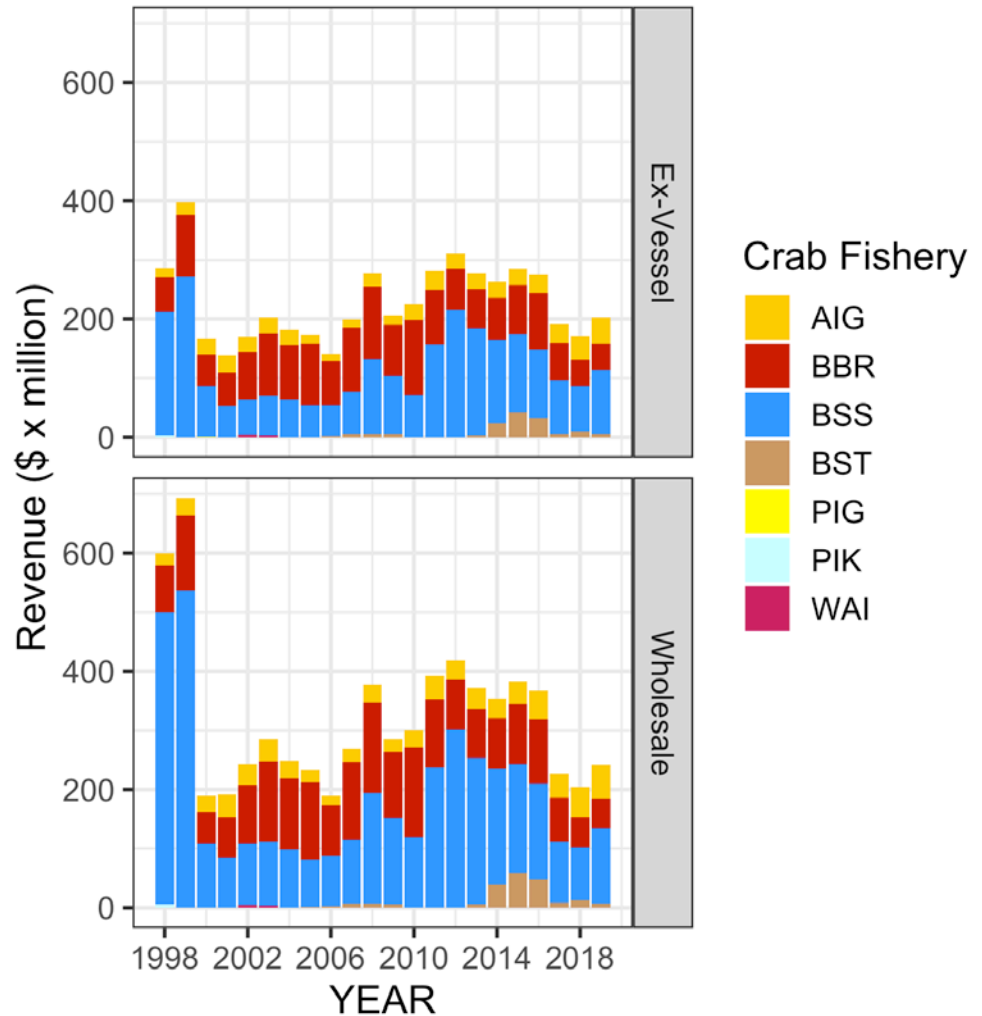 Revenue ($ x million)
600
400
200
0
Ex-Vessel
600
400
200
0
Wholesale
1998 2002 2006 2010 2014 2018
YEAR
Crab Fishery
AIG
BBR
BSS
BST
PIG
PIK
WAI